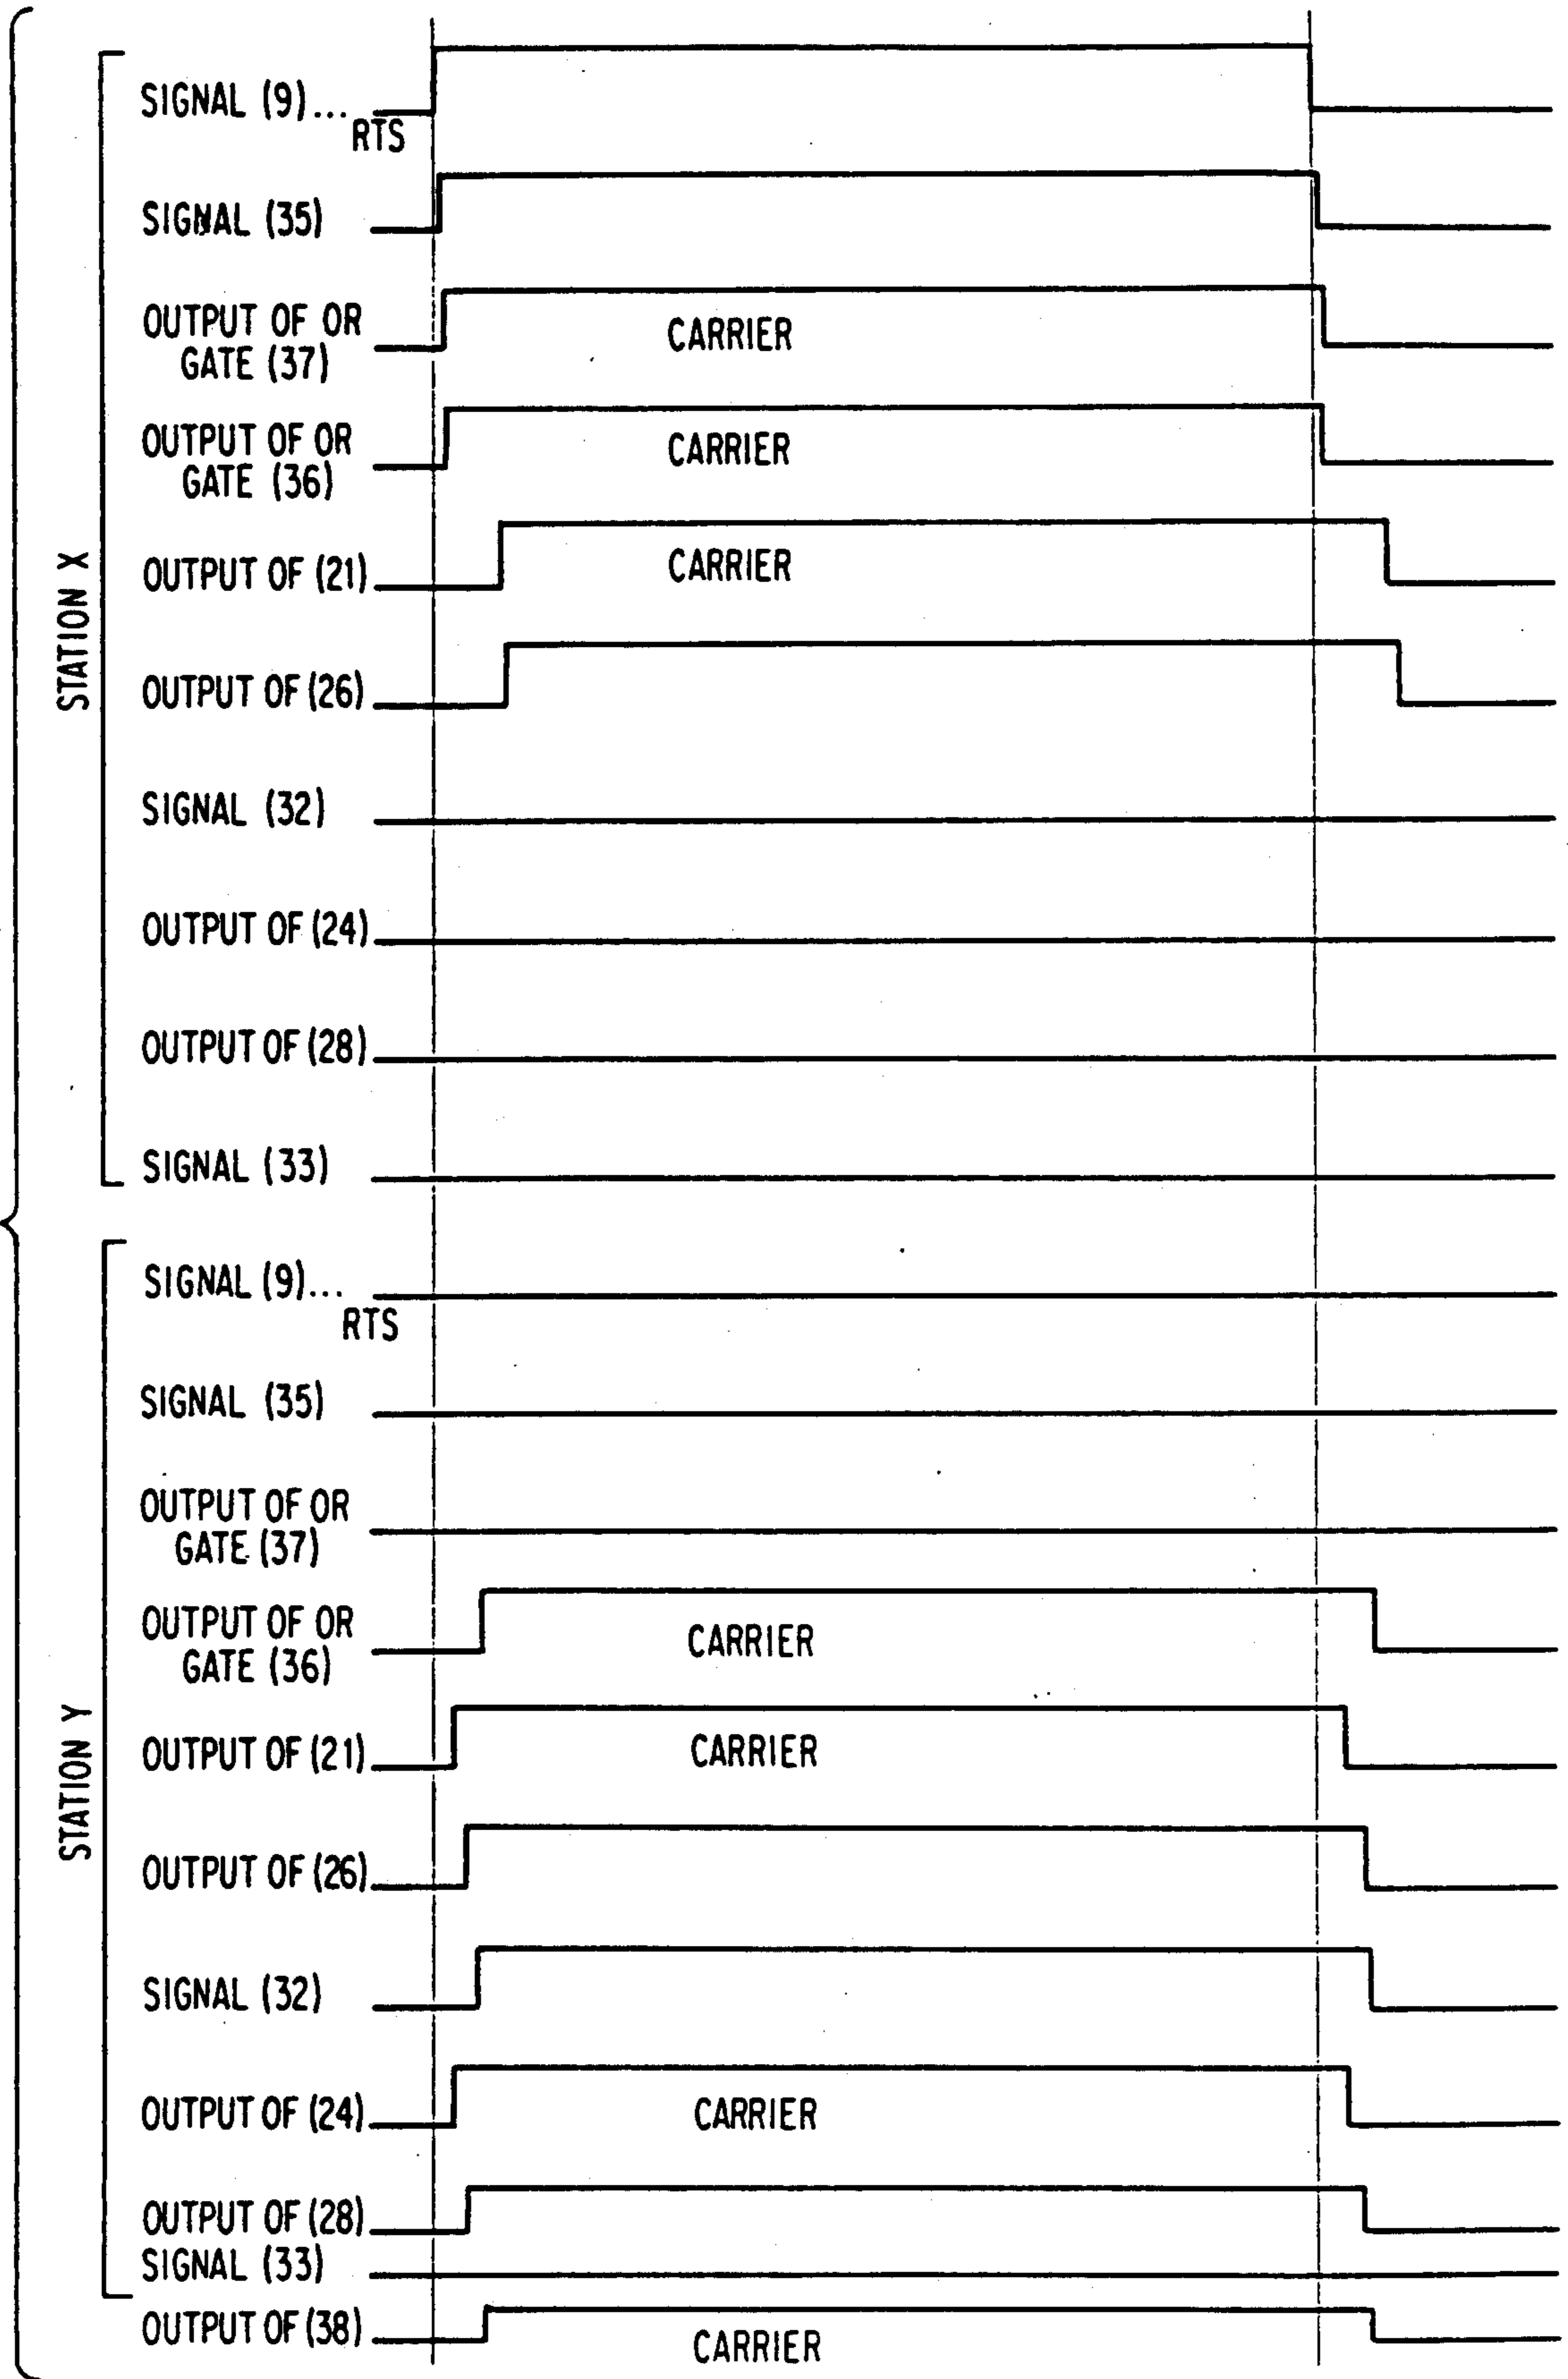 STATION X
SIGNAL (9)...
RTS
SIGNAL (35)
OUTPUT OF OR
GATE (37)
CARRIER
OUTPUT OF OR
GATE (36)
CARRIER
OUTPUT OF (21)
CARRIER
OUTPUT OF (26)
SIGNAL (32)
OUTPUT OF (24)
OUTPUT OF (28)
SIGNAL (33)
STATION Y
SIGNAL (9)...
RTS
SIGNAL (35)
OUTPUT OF OR
GATE (37)
OUTPUT OF OR
GATE (36)
CARRIER
OUTPUT OF (21)
CARRIER
OUTPUT OF (26)
SIGNAL (32)
OUTPUT OF (24)
CARRIER
OUTPUT OF (28)
SIGNAL (33)
OUTPUT OF (38)
CARRIER